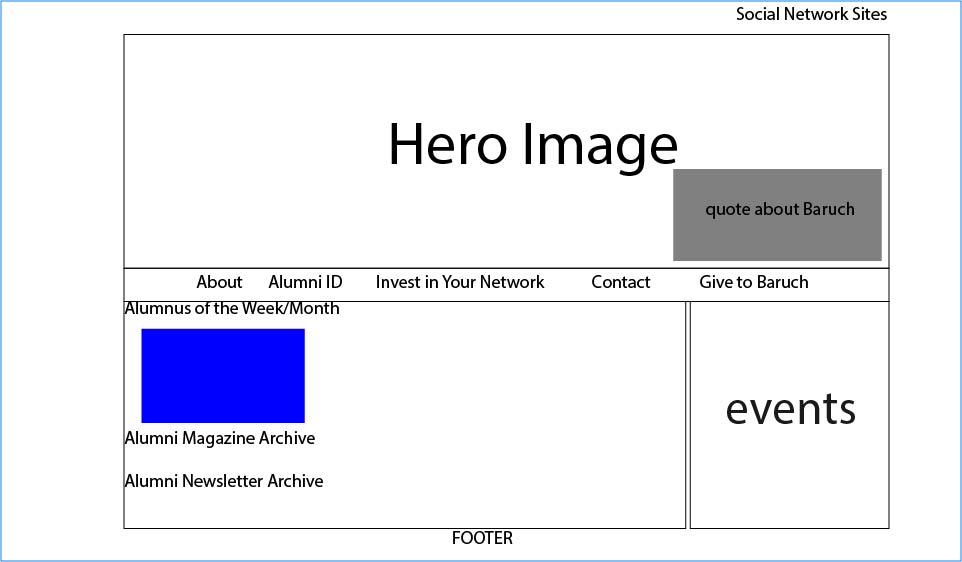 Social Network Sites
Hero Image
quote about Baruch
About Alumni ID Invest in Your Network Contact Give to Baruch
Alumnus of the Week/Month
events
Alumni Magazine Archive
Alumni Newsletter Archive
FOOTER